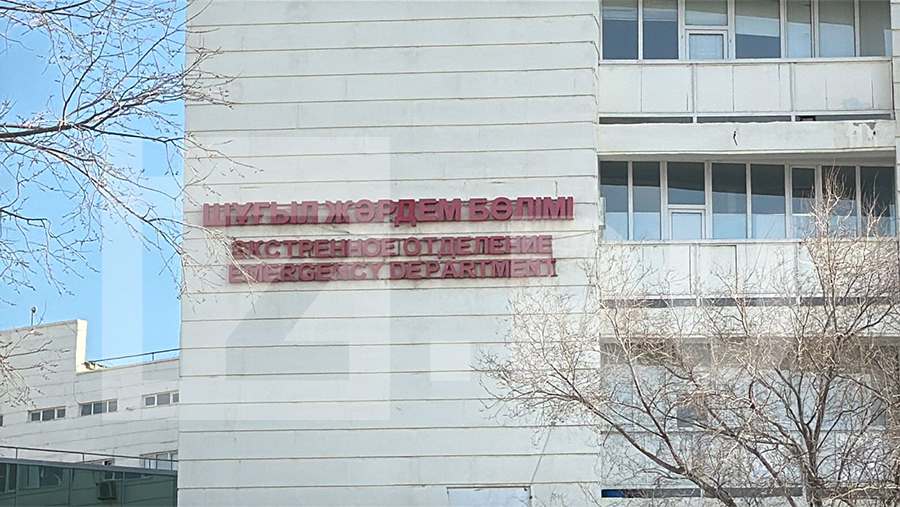 ШҰҒЫЛ ЖӘРДЕМ БӨЛІМІ
ЭКСТРЕННОЕ ОТДЕЛЕНИЕ
EMERGENCY DEPARTMENT